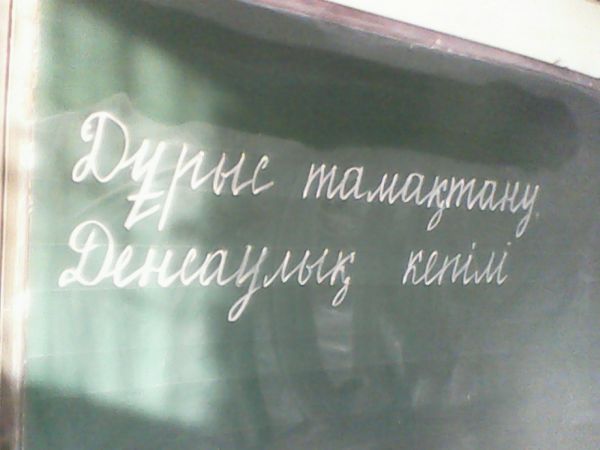 Дұрыс тамақтану.
Денсаулық кепілі